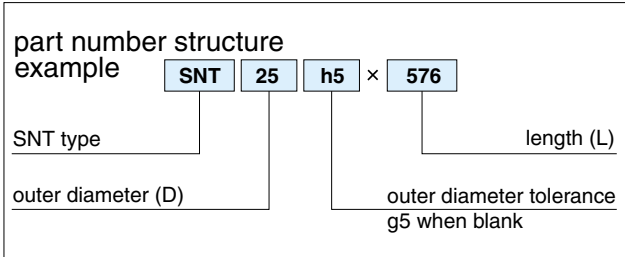 part number structure
example SNT 25 h5 × 576
SNT type
length (L)
outer diameter (D)
outer diameter tolerance
g5 when blank